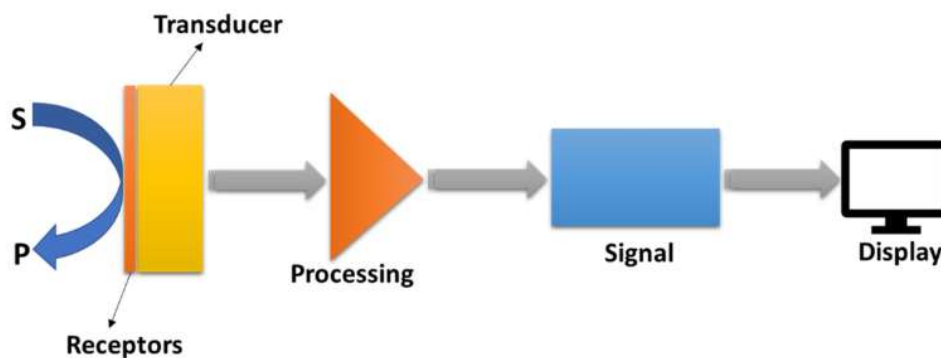 Transducer
S
P
Receptors
Processing
Signal
Display